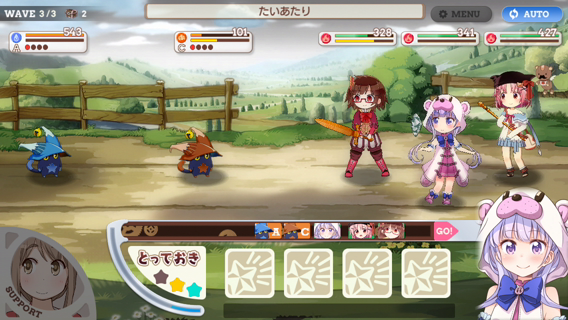 WAVE 3/3 2
たいあたり
MENU
AUTO
543
A
101
C
328
341
427
A C GO!
とっておき
SUPPORT